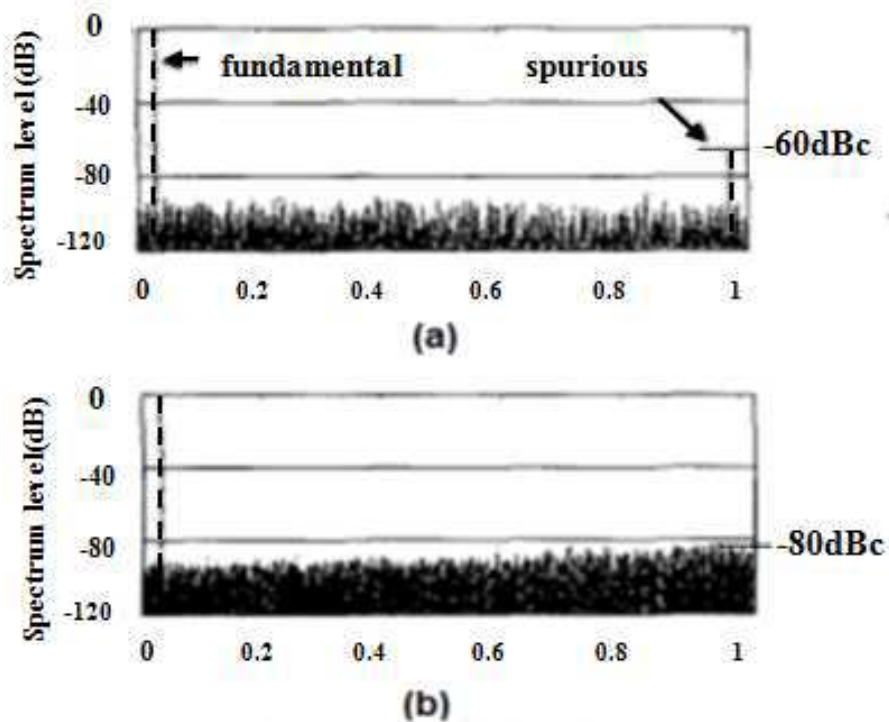 0
fundamental
spurious
-40
-60dBc
-80
-120
Spectrum level(dB)
0 0.2 0.4 0.6 0.8 1
(a)
0
-40
-80
-80dBc
-120
Spectrum level(dB)
0 0.2 0.4 0.6 0.8 1
(b)